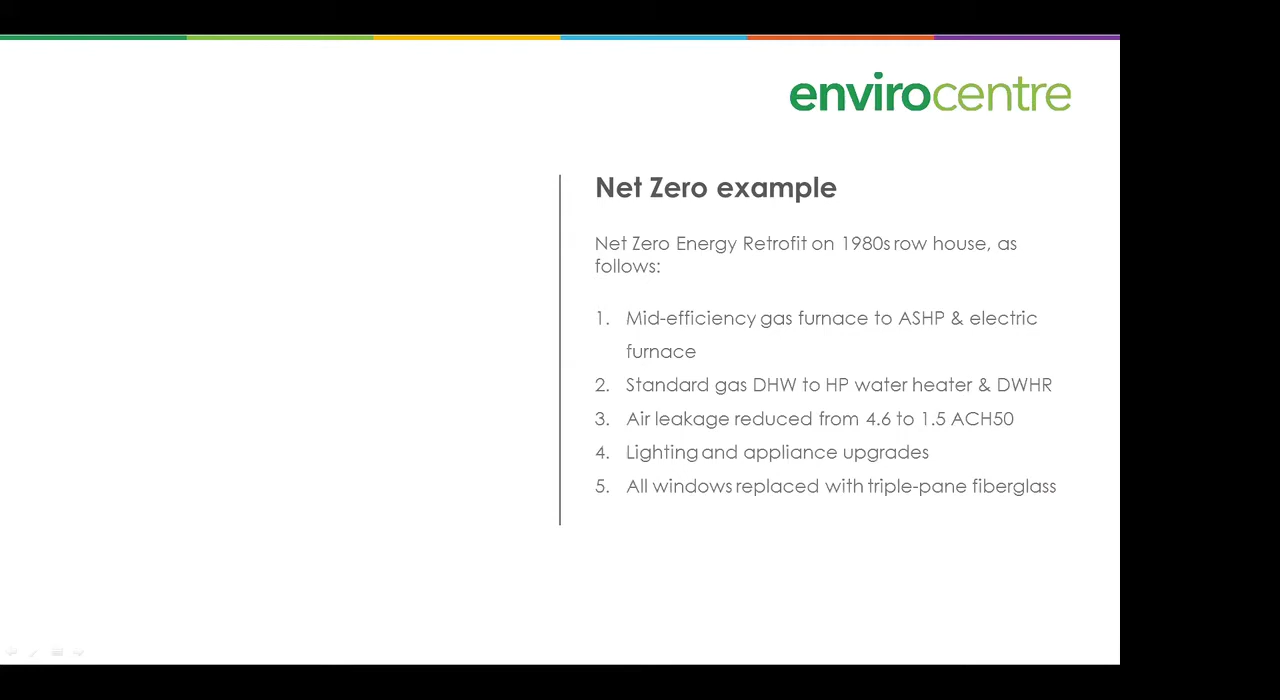 envirocentre
Net Zero example
Net Zero Energy Retrofit on 1980s row house, as
follows:
1. Mid-efficiency gas furnace to ASHP & electric
furnace
2. Standard gas DHW to HP water heater & DWHR
3. Air leakage reduced from 4.6 to 1.5 ACH50
4. Lighting and appliance upgrades
5. All windows replaced with triple-pane fiberglass